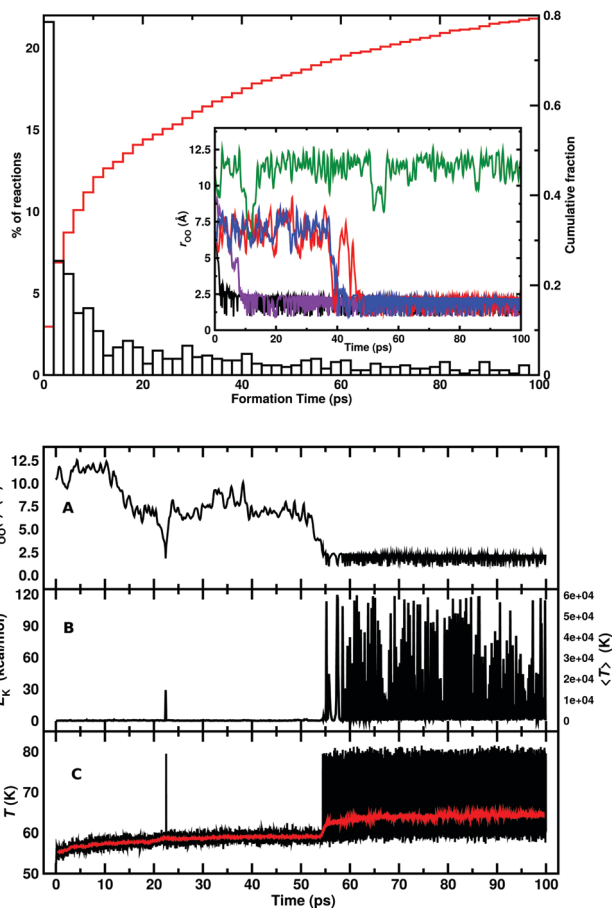 0.8
20
% of reactions
15
0.6
12.5
10
7.5
r_OO (Å)
5
2.5
0
0 20 40 60 80 100
Time (ps)
Cumulative fraction
0.4
10
5
0.2
0
0
0 20 40 60 80 100
Formation Time (ps)
12.5
10.0
7.5
5.0
2.5
0.0
A
120
90
60
30
0
(kcal/mol)
B
6e+04
5e+04
4e+04
3e+04
2e+04
1e+04
0
<T> (K)
80
70
60
50
T (K)
C
0 10 20 30 40 50 60 70 80 90 100
Time (ps)